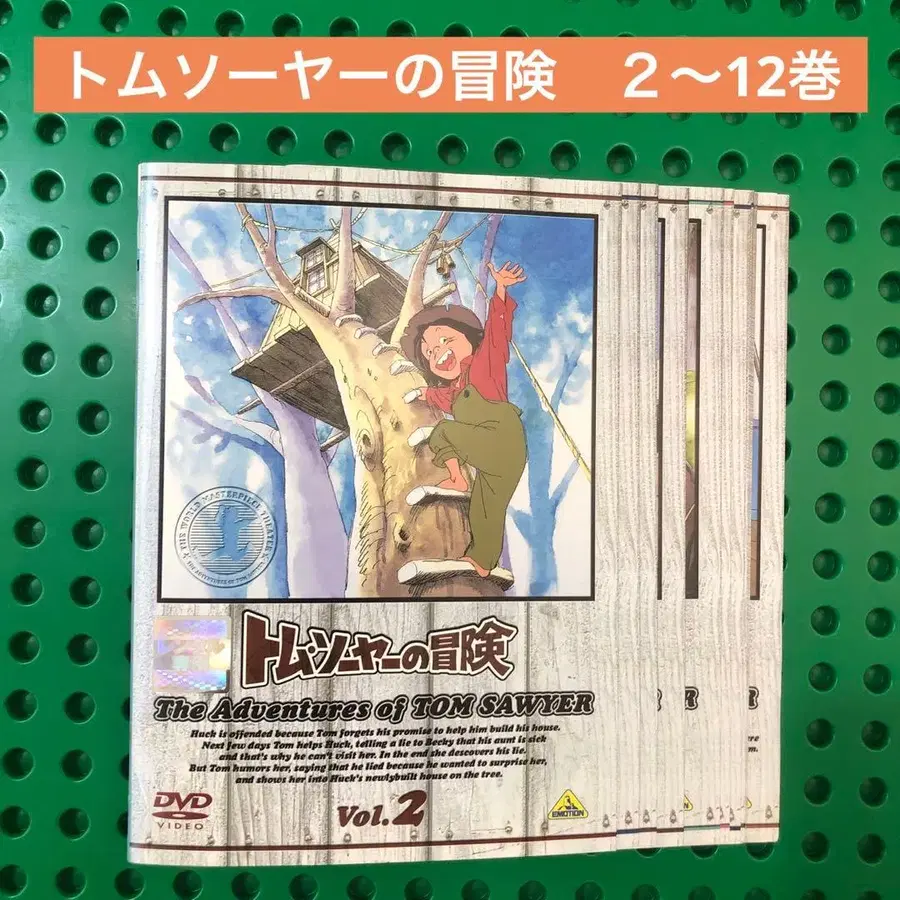 トムソーヤーの冒険　２〜12巻
THE WORLD MASTERPIECE THEATER
トム・ソーヤーの冒険
The Adventures of TOM SAWYER
Huck is offended because Tom forgets his promise to help him build his house.
Next few days Tom helps Huck, telling a lie to Becky that his aunt is sick
and that's why he can't visit her. In the end she descovers his lie.
But Tom humors her, saying that he lied because he wanted to surprise her,
and shows her into Huck's newlybuilt house on the tree.
DVD
VIDEO
Vol.2
EMOTION
R
R
R